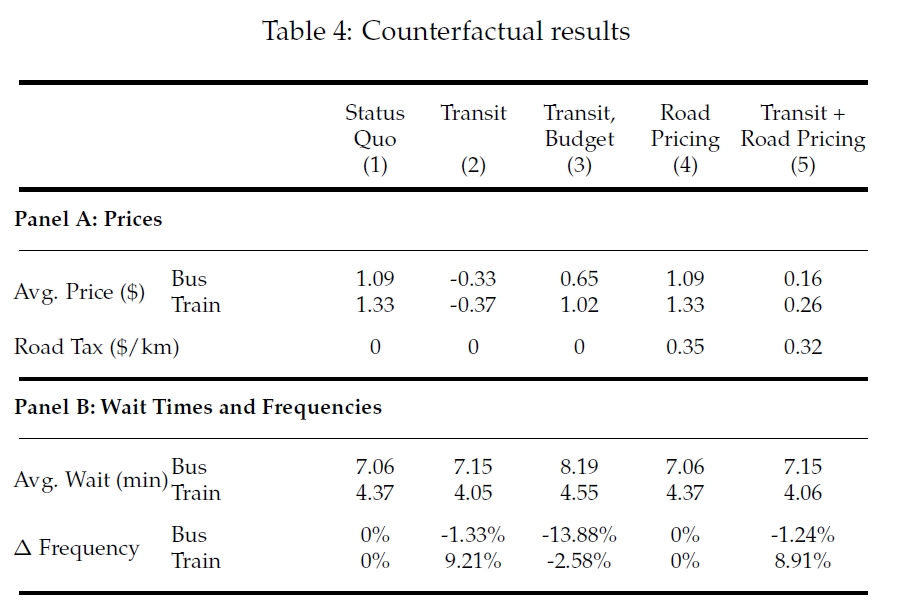 Table 4: Counterfactual results
Status Transit Transit, Road Transit +
Quo Budget Pricing Road Pricing
(1) (2) (3) (4) (5)
Panel A: Prices
Avg. Price ($) Bus 1.09 -0.33 0.65 1.09 0.16
Train 1.33 -0.37 1.02 1.33 0.26
Road Tax ($/km) 0 0 0 0.35 0.32
Panel B: Wait Times and Frequencies
Avg. Wait (min) Bus 7.06 7.15 8.19 7.06 7.15
Train 4.37 4.05 4.55 4.37 4.06
Δ Frequency Bus 0% -1.33% -13.88% 0% -1.24%
Train 0% 9.21% -2.58% 0% 8.91%